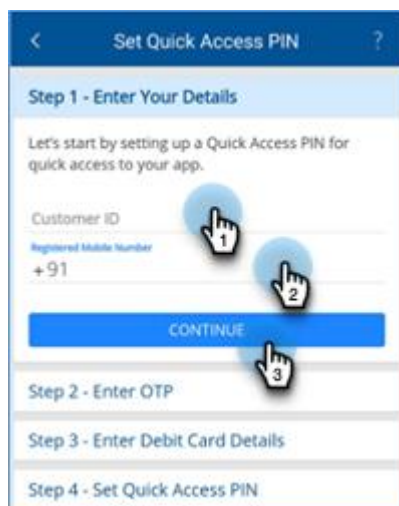 Set Quick Access PIN ?
Step 1 - Enter Your Details
Let's start by setting up a Quick Access PIN for
quick access to your app.
Customer ID
1
Registered Mobile Number
+91
2
CONTINUE
3
Step 2 - Enter OTP
Step 3 - Enter Debit Card Details
Step 4 - Set Quick Access PIN